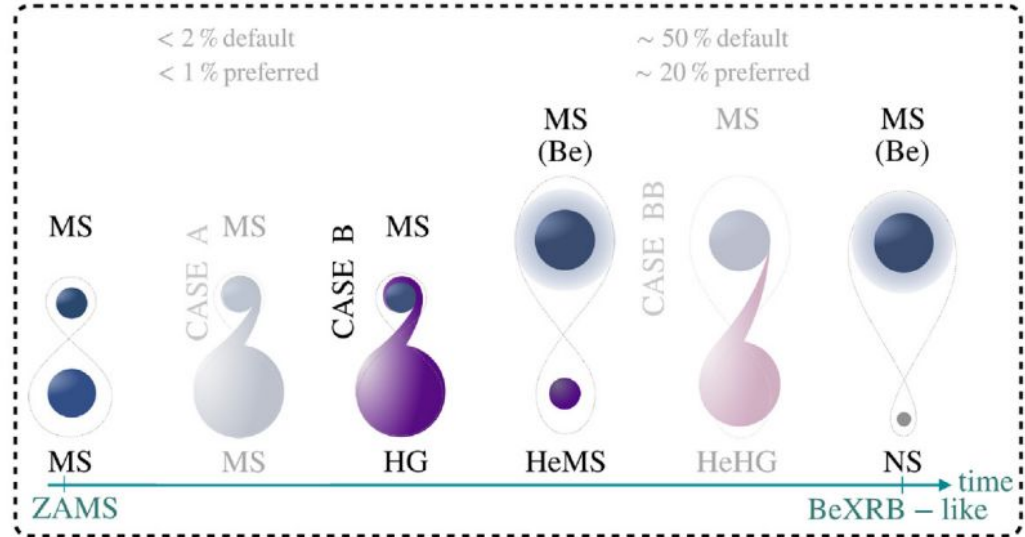 < 2 % default
< 1 % preferred
~ 50 % default
~ 20 % preferred
MS
(Be)
MS
MS
(Be)
MS
CASE A
MS
CASE B
MS
CASE BB
MS
MS
HG
HeMS
HeHG
NS
time
ZAMS
BeXRB – like